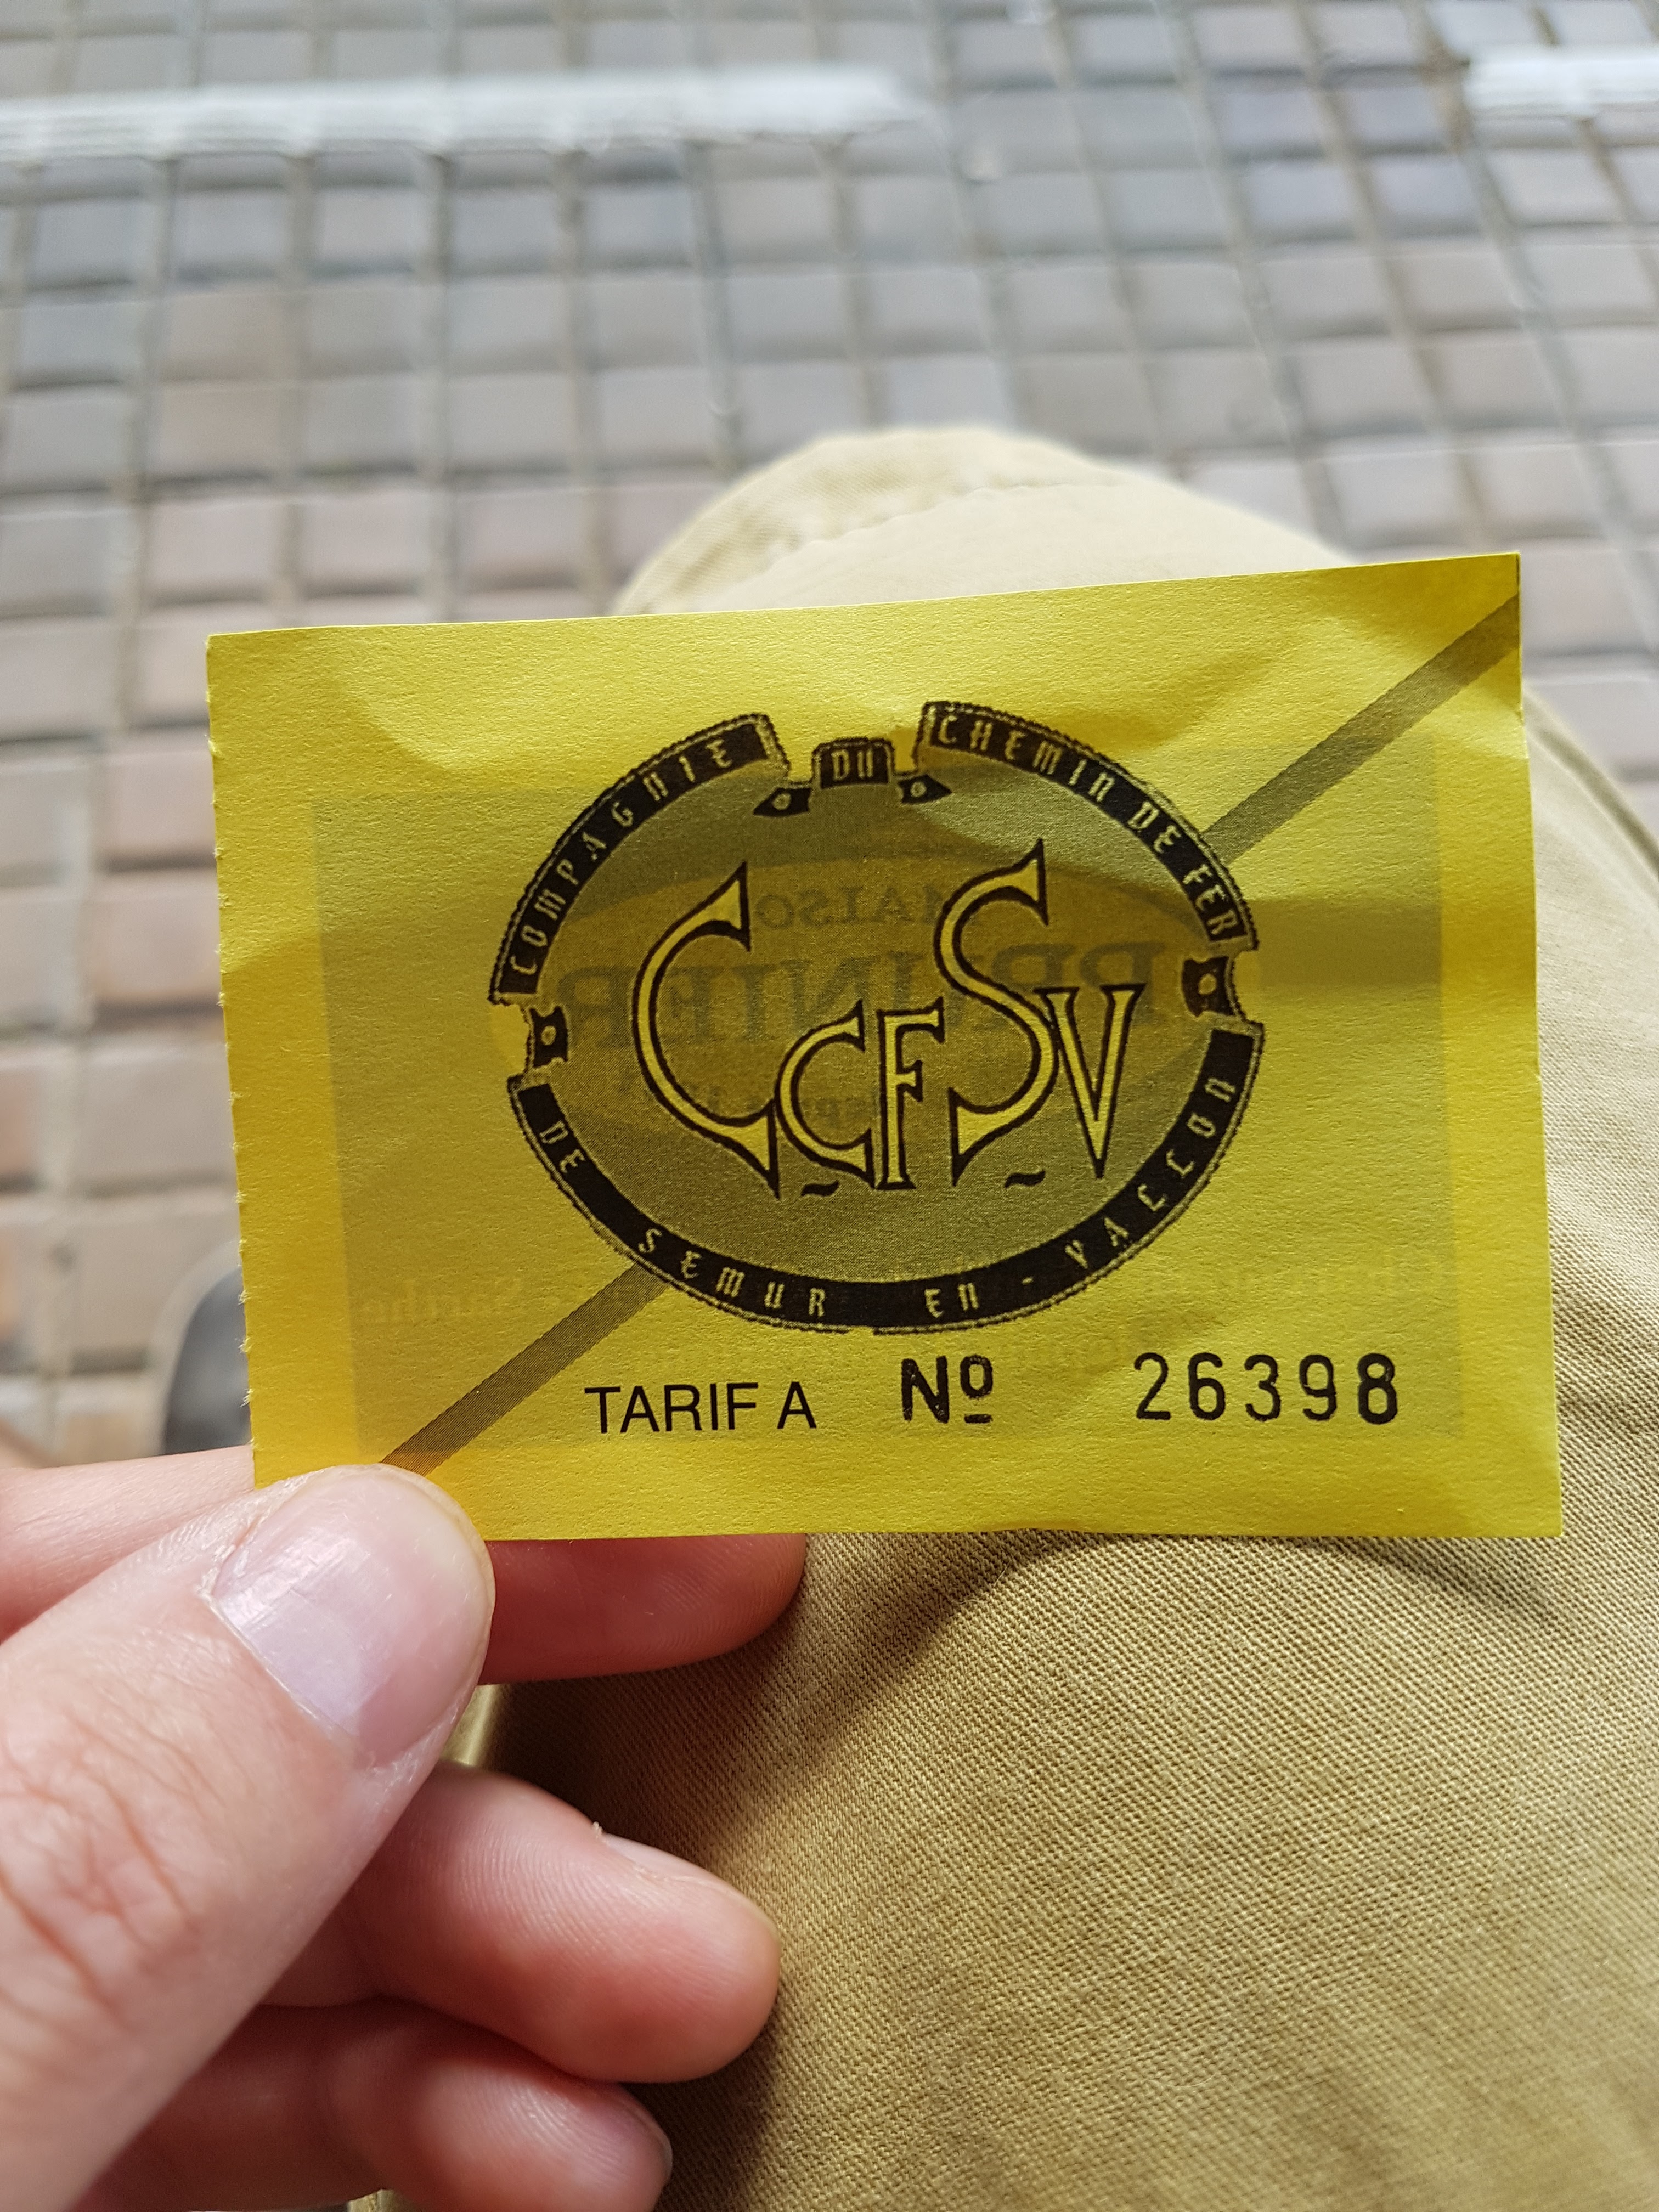 COMPAGNIE DU CHEMIN DE FER
CCFSV
DE SEMUR EN-VALLON
TARIF A Nº 26398